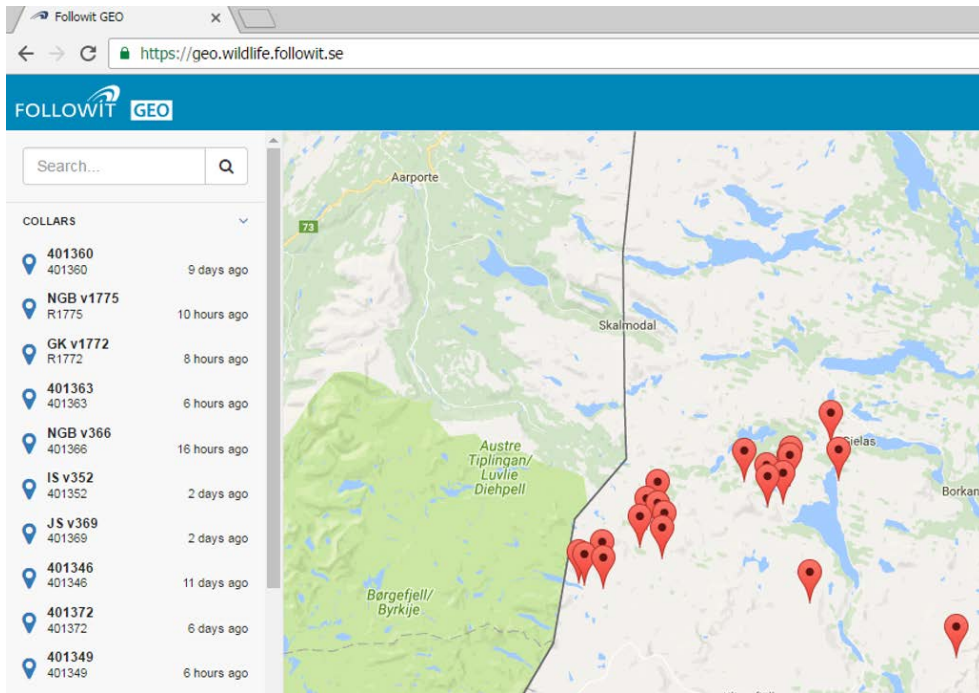 Followit GEO
https://geo.wildlife.followit.se
FOLLOWIT GEO
Search...
COLLARS
401360
401360 9 days ago
NGB v1775
R1775 10 hours ago
GK v1772
R1772 8 hours ago
401363
401363 6 hours ago
NGB v366
401366 16 hours ago
IS v352
401352 2 days ago
JS v369
401369 2 days ago
401346
401346 11 days ago
401372
401372 6 days ago
401349
401349 6 hours ago
Aarporte
73
Skalmodal
Austre
Tiplingan/
Luvlie
Diehpell
Gielas
Borkan
Børgefjell/
Byrkije